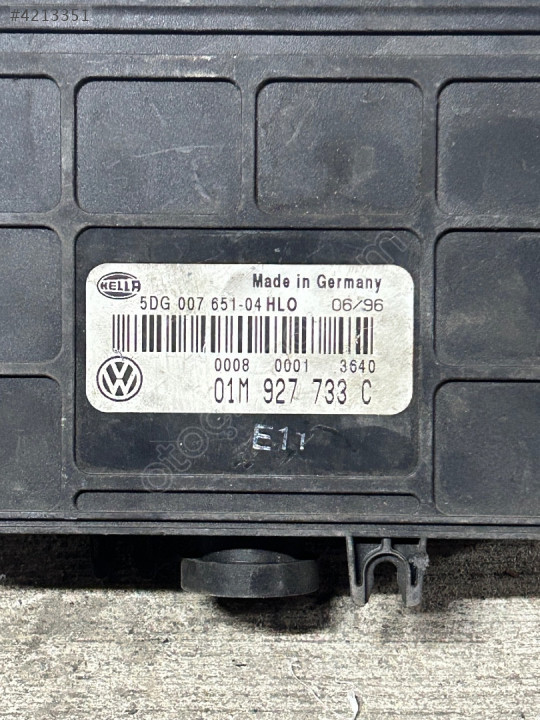 #4213351
HELLA
Made in Germany
5DG 007 651-04 HLO 06/96
0008 0001 3640
01M 927 733 C
E11